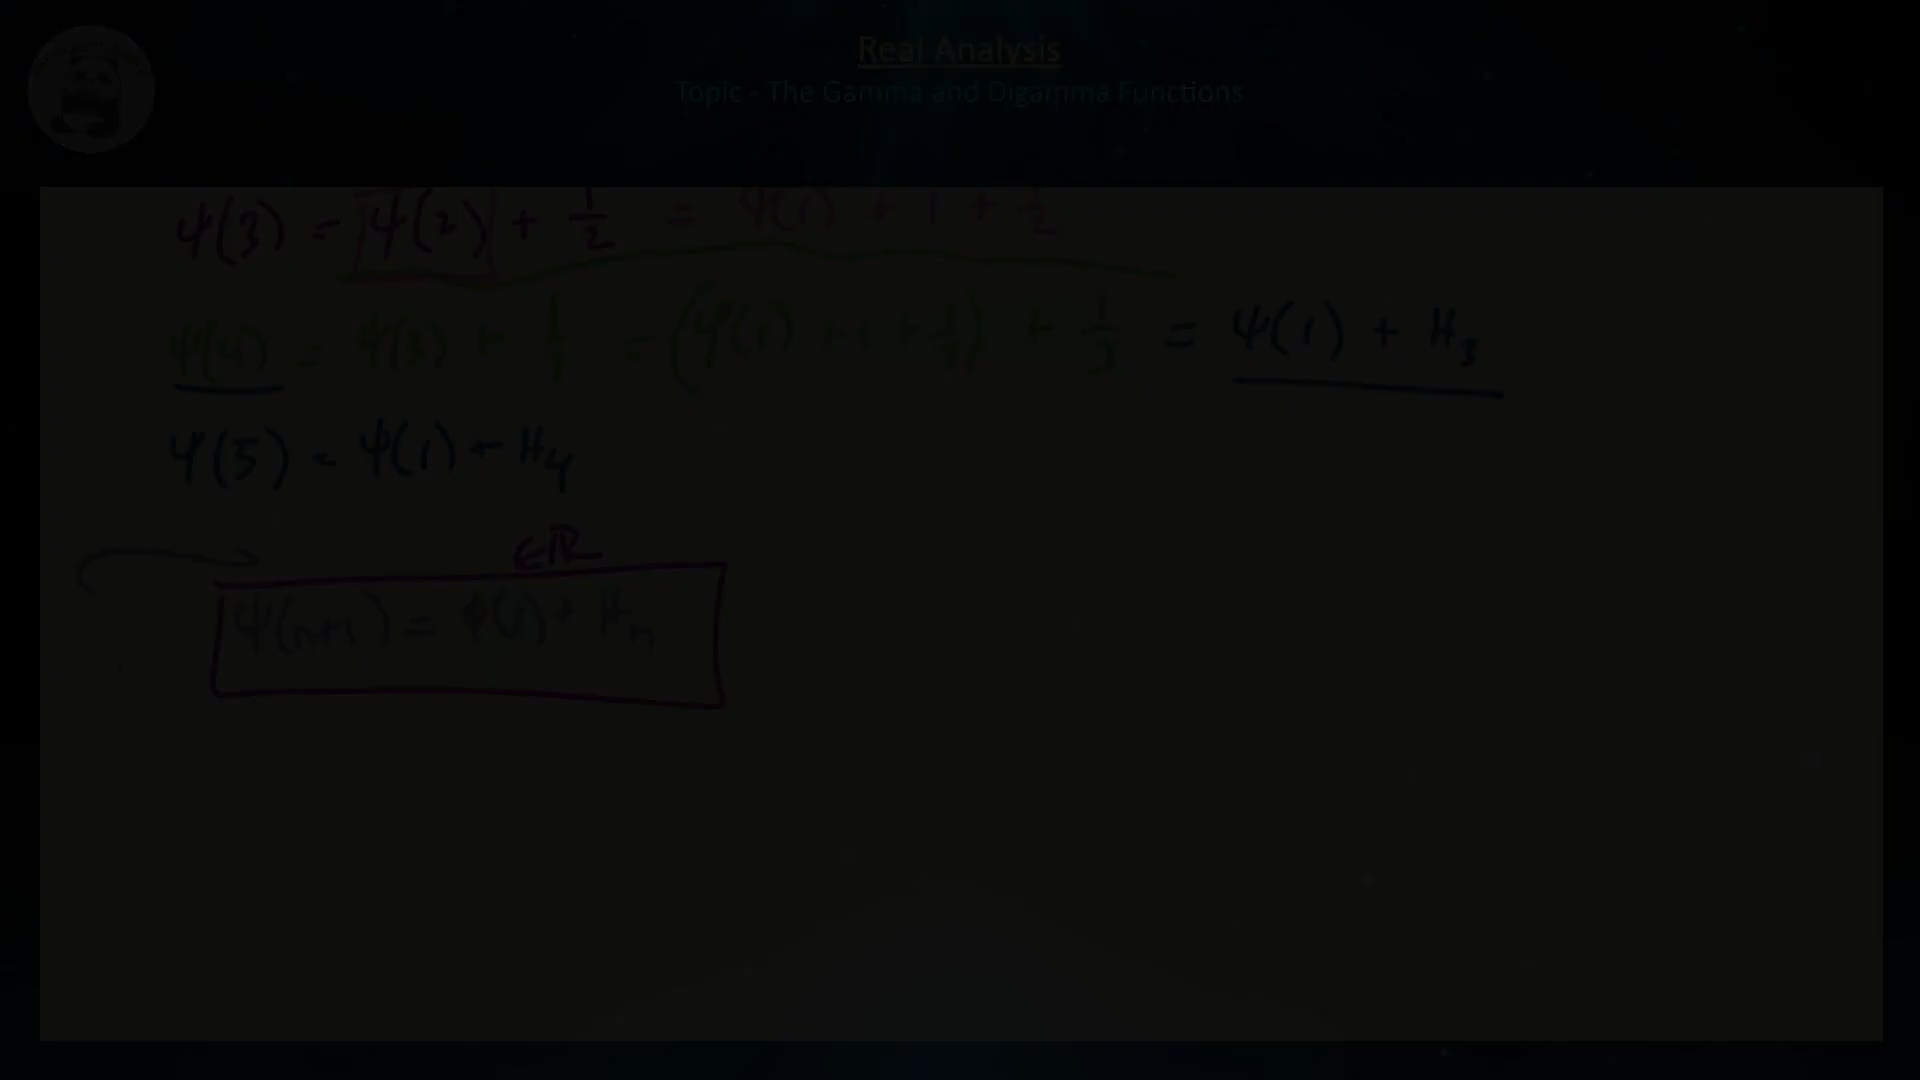 Real Analysis
Topic - The Gamma and Digamma Functions
ψ(3) = ψ(2) + 1/2 = ψ(1) + 1 + 1/2
ψ(4) = ψ(3) + 1/3 = (ψ(1) + 1 + 1/2) + 1/3 = ψ(1) + H₃
ψ(5) = ψ(1) + H₄
∈ℝ
ψ(n+1) = ψ(1) + Hₙ